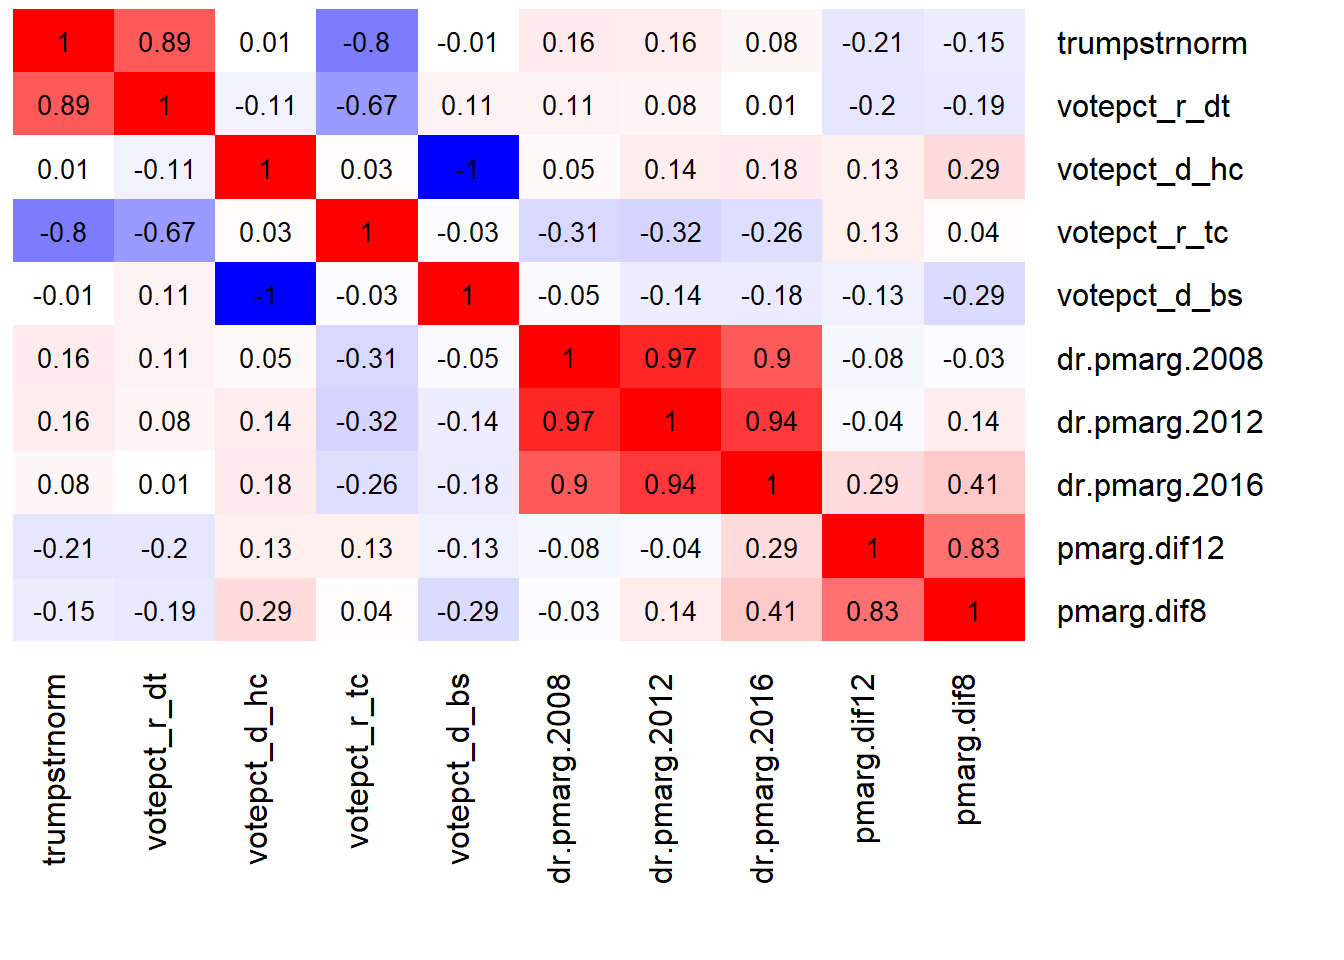 1 0.89 0.01 -0.8 -0.01 0.16 0.16 0.08 -0.21 -0.15 trumpstrnorm
0.89 1 -0.11 -0.67 0.11 0.11 0.08 0.01 -0.2 -0.19 votepct_r_dt
0.01 -0.11 1 0.03 -1 0.05 0.14 0.18 0.13 0.29 votepct_d_hc
-0.8 -0.67 0.03 1 -0.03 -0.31 -0.32 -0.26 0.13 0.04 votepct_r_tc
-0.01 0.11 -1 -0.03 1 -0.05 -0.14 -0.18 -0.13 -0.29 votepct_d_bs
0.16 0.11 0.05 -0.31 -0.05 1 0.97 0.9 -0.08 -0.03 dr.pmarg.2008
0.16 0.08 0.14 -0.32 -0.14 0.97 1 0.94 -0.04 0.14 dr.pmarg.2012
0.08 0.01 0.18 -0.26 -0.18 0.9 0.94 1 0.29 0.41 dr.pmarg.2016
-0.21 -0.2 0.13 0.13 -0.13 -0.08 -0.04 0.29 1 0.83 pmarg.dif12
-0.15 -0.19 0.29 0.04 -0.29 -0.03 0.14 0.41 0.83 1 pmarg.dif8
trumpstrnorm
votepct_r_dt
votepct_d_hc
votepct_r_tc
votepct_d_bs
dr.pmarg.2008
dr.pmarg.2012
dr.pmarg.2016
pmarg.dif12
pmarg.dif8